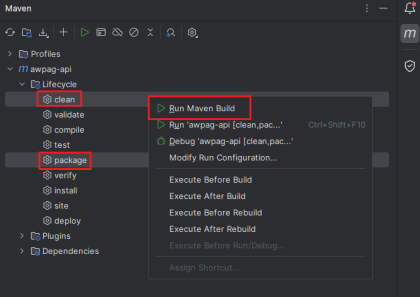 Maven
Profiles
m awpag-api
Lifecycle
clean
validate
compile
test
package
verify
install
site
deploy
Plugins
Dependencies
Run Maven Build
Run 'awpag-api [clean,pac...' Ctrl+Shift+F10
Debug 'awpag-api [clean,pac...'
Modify Run Configuration...
Execute Before Build
Execute After Build
Execute Before Rebuild
Execute After Rebuild
Execute Before Run/Debug...
Assign Shortcut...
m